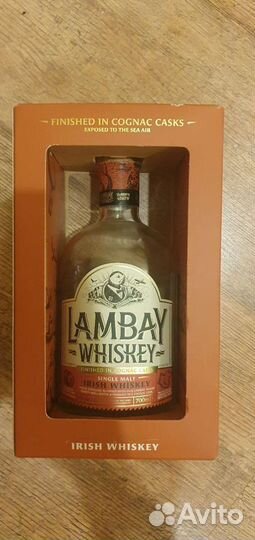 FINISHED IN COGNAC CASKS
EXPOSED TO THE SEA AIR
LAMBAY
WHISKEY
FINISHED IN COGNAC CASKS
SINGLE MALT
IRISH WHISKEY
700ml
IRISH WHISKEY
Avito